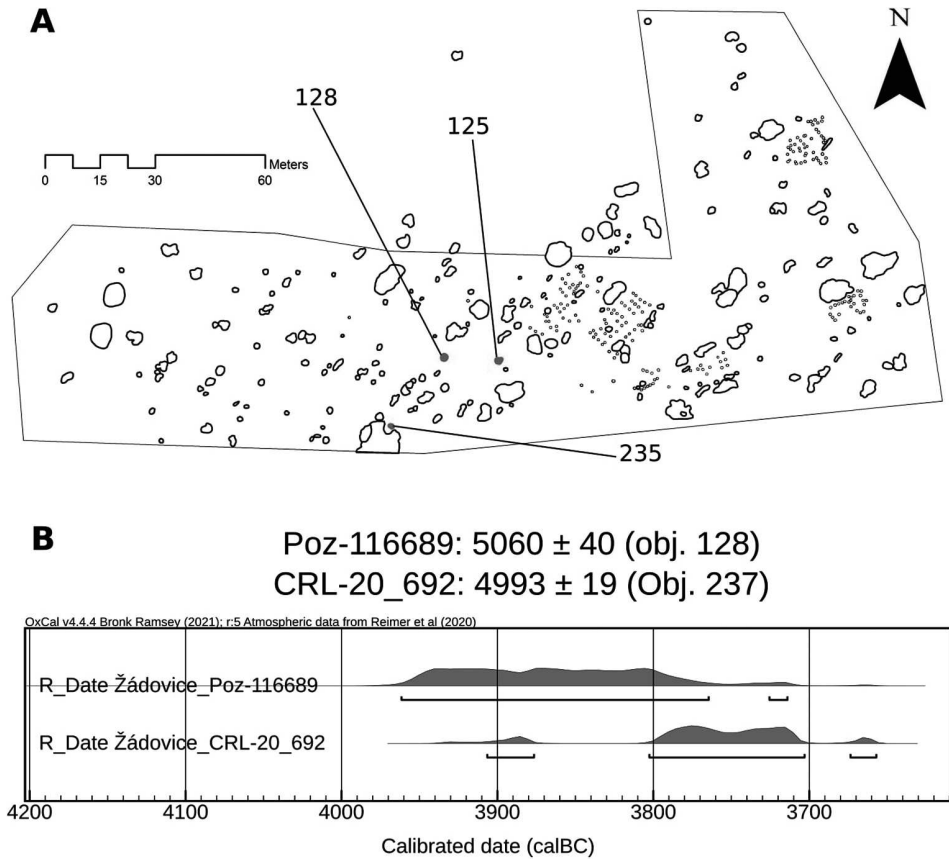 A
N
128
125
Meters
0 15 30 60
235
B
Poz-116689: 5060 ± 40 (obj. 128)
CRL-20_692: 4993 ± 19 (Obj. 237)
OxCal v4.4.4 Bronk Ramsey (2021); r:5 Atmospheric data from Reimer et al (2020)
R_Date Žádovice_Poz-116689
R_Date Žádovice_CRL-20_692
4200 4100 4000 3900 3800 3700
Calibrated date (calBC)